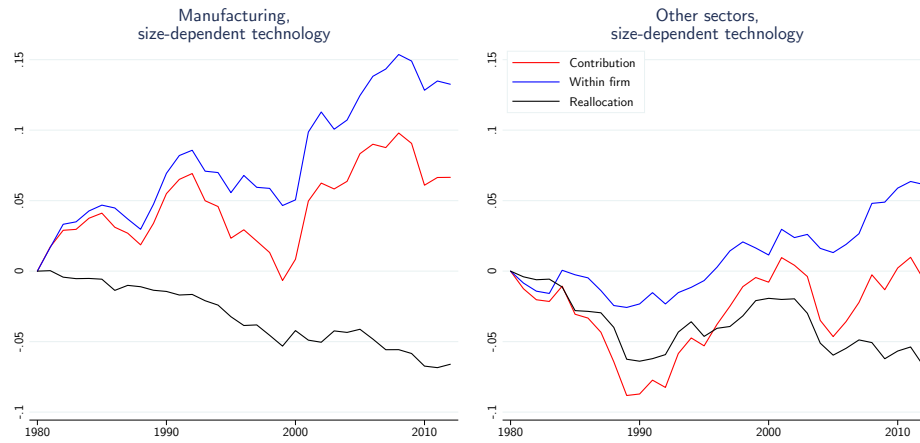 Manufacturing,
size-dependent technology
.15
.1
.05
0
-.05
-.1
1980
1990
2000
2010
Other sectors,
size-dependent technology
Contribution
Within firm
Reallocation
.15
.1
.05
0
-.05
-.1
1980
1990
2000
2010